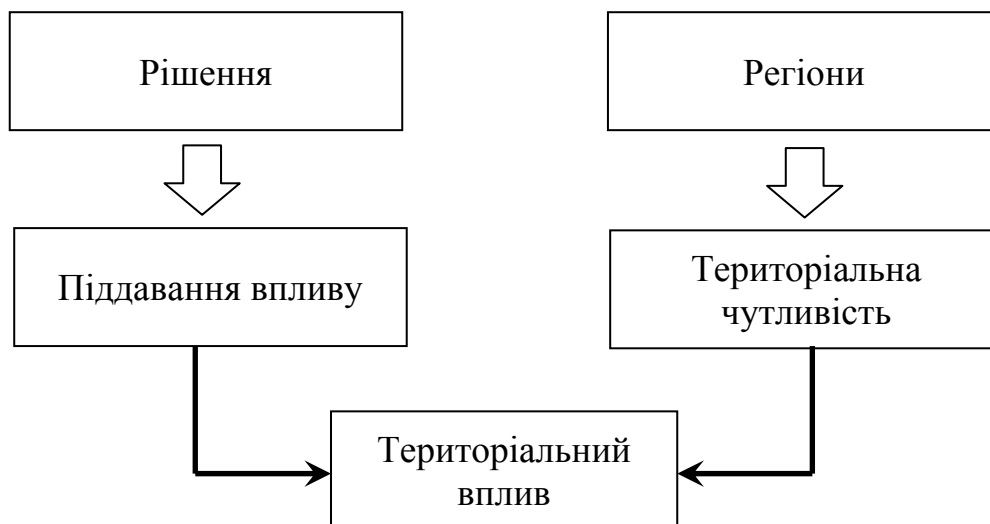 Рішення
Регіони
Піддавання впливу
Територіальна
чутливість
Територіальний
вплив